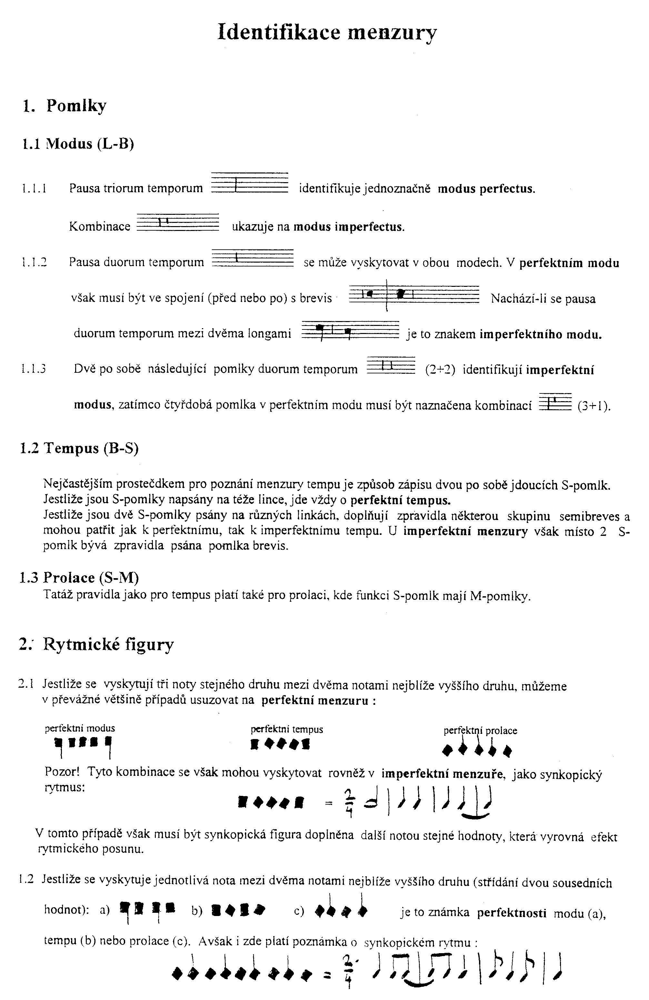 Identifikace menzury
1. Pomlky
1.1 Modus (L-B)
1.1.1 Pausa triorum temporum identifikuje jednoznačně modus perfectus.
Kombinace ukazuje na modus imperfectus.
1.1.2 Pausa duorum temporum se může vyskytovat v obou modech. V perfektním modu
však musí být ve spojení (před nebo po) s brevis Nachází-li se pausa
duorum temporum mezi dvěma longami je to znakem imperfektního modu.
1.1.3 Dvě po sobě následující pomlky duorum temporum (2+2) identifikují imperfektní
modus, zatímco čtyřdobá pomlka v perfektním modu musí být naznačena kombinací (3+1).
1.2 Tempus (B-S)
Nejčastějším prostečdkem pro poznání menzury tempu je způsob zápisu dvou po sobě jdoucích S-pomlk.
Jestliže jsou S-pomlky napsány na téže lince, jde vždy o perfektní tempus.
Jestliže jsou dvě S-pomlky psány na různých linkách, doplňují zpravidla některou skupinu semibreves a
mohou patřit jak k perfektnímu, tak k imperfektnímu tempu. U imperfektní menzury však místo 2 S-
pomlk bývá zpravidla psána pomlka brevis.
1.3 Prolace (S-M)
Tatáž pravidla jako pro tempus platí také pro prolaci, kde funkci S-pomlk mají M-pomlky.
2. Rytmické figury
2.1 Jestliže se vyskytují tři noty stejného druhu mezi dvěma notami nejblíže vyššího druhu, můžeme
v převážné většině případů usuzovat na perfektní menzuru :
perfektní modus perfektní tempus perfektní prolace
Pozor! Tyto kombinace se však mohou vyskytovat rovněž v imperfektní menzuře, jako synkopický
rytmus:
= 2/4
V tomto případě však musí být synkopická figura doplněna další notou stejné hodnoty, která vyrovná efekt
rytmického posunu.
1.2 Jestliže se vyskytuje jednotlivá nota mezi dvěma notami nejblíže vyššího druhu (střídání dvou sousedních
hodnot): a) b) c) je to známka perfektnosti modu (a),
tempu (b) nebo prolace (c). Avšak i zde platí poznámka o synkopickém rytmu :
= 2/4